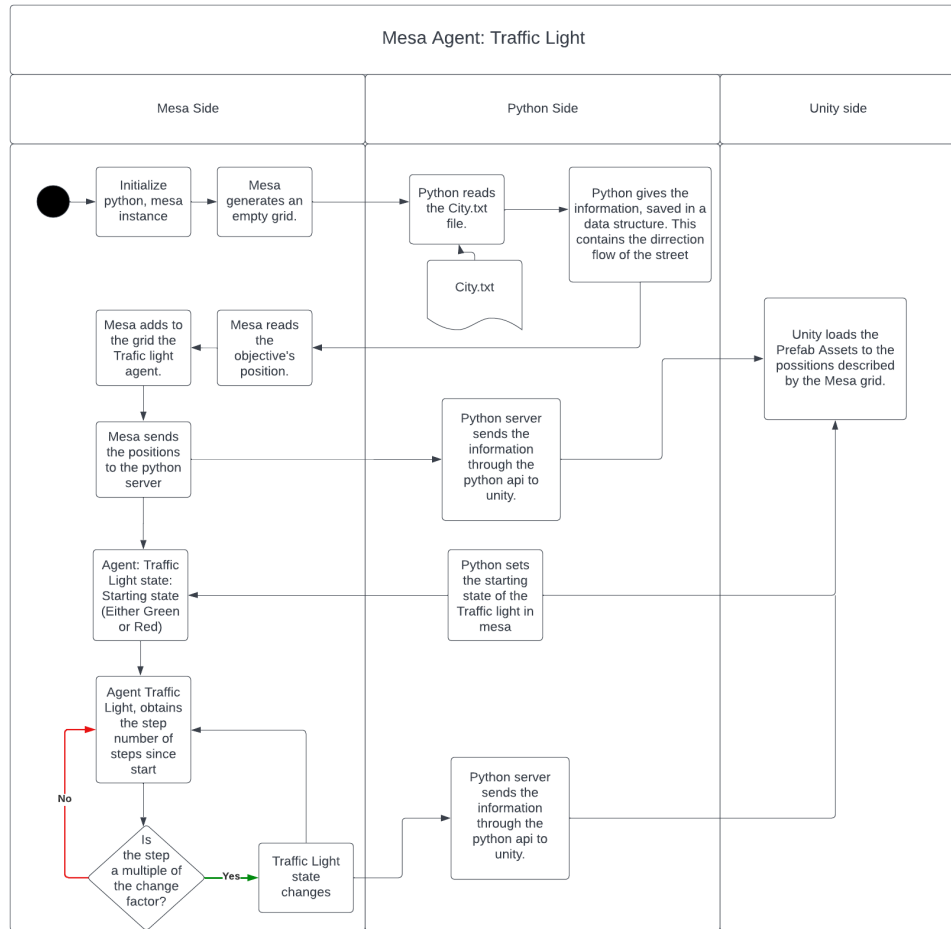 Mesa Agent: Traffic Light
Mesa Side
Python Side
Unity side
Initialize
python, mesa
instance
Mesa
generates an
empty grid.
Python reads
the City.txt
file.
Python gives the
information, saved in a
data structure. This
contains the dirrection
flow of the street
City.txt
Mesa adds to
the grid the
Trafic light
agent.
Mesa reads
the
objective's
position.
Unity loads the
Prefab Assets to the
possitions described
by the Mesa grid.
Mesa sends
the positions
to the python
server
Python server
sends the
information
through the
python api to
unity.
Agent: Traffic
Light state:
Starting state
(Either Green
or Red)
Python sets
the starting
state of the
Traffic light in
mesa
Agent Traffic
Light, obtains
the step
number of
steps since
start
No
Is
the step
a multiple of
the change
factor?
Yes
Traffic Light
state
changes
Python server
sends the
information
through the
python api to
unity.